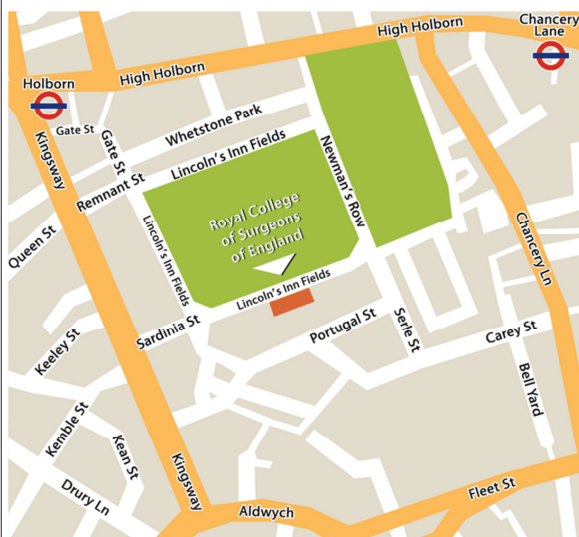 Chancery
Lane
High Holborn
High Holborn
Holborn
Gate St
Gate St
Whetstone Park
Kingsway
Lincoln's Inn Fields
Remnant St
Newman's Row
Queen St
Royal College
of Surgeons
of England
Lincoln's Inn Fields
Chancery Ln
Lincoln's Inn Fields
Sardinia St
Portugal St
Serle St
Carey St
Keeley St
Bell Yard
Kemble St
Kean St
Kingsway
Drury Ln
Fleet St
Aldwych